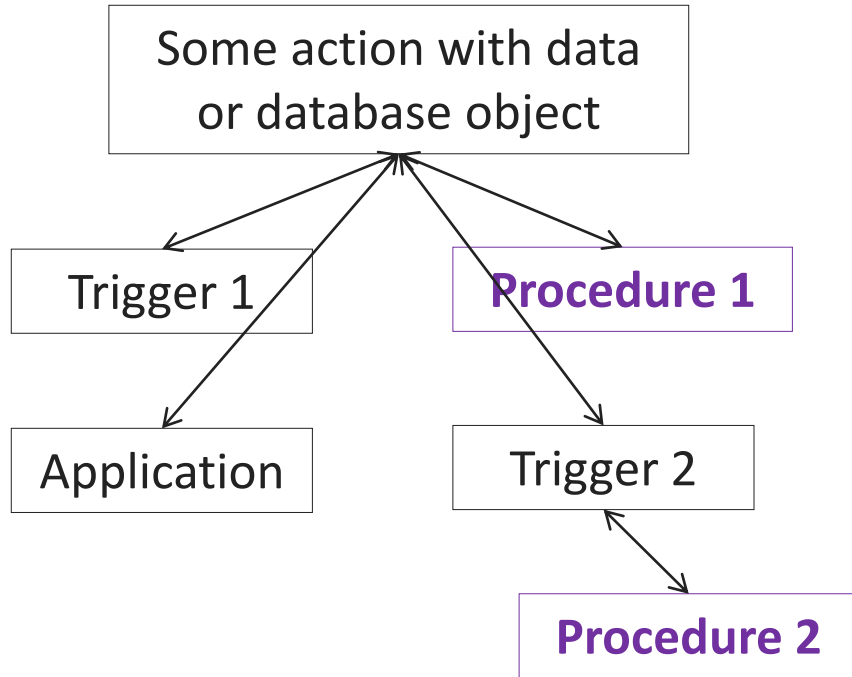 Some action with data
or database object
Trigger 1
Procedure 1
Application
Trigger 2
Procedure 2